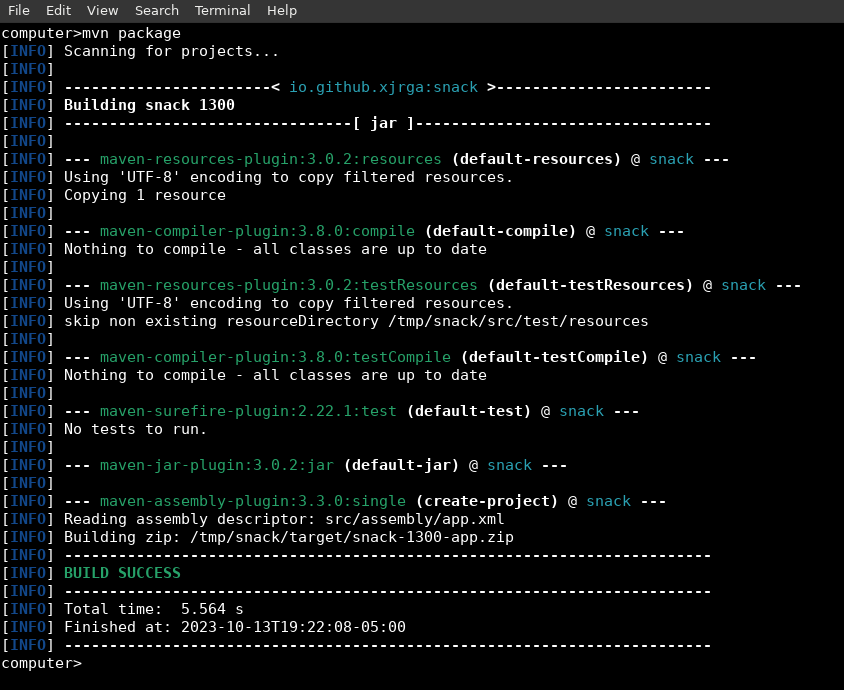 File Edit View Search Terminal Help
computer>mvn package
[INFO] Scanning for projects...
[INFO]
[INFO] -----------------------< io.github.xjrga:snack >------------------------
[INFO] Building snack 1300
[INFO] --------------------------------[ jar ]---------------------------------
[INFO]
[INFO] --- maven-resources-plugin:3.0.2:resources (default-resources) @ snack ---
[INFO] Using 'UTF-8' encoding to copy filtered resources.
[INFO] Copying 1 resource
[INFO]
[INFO] --- maven-compiler-plugin:3.8.0:compile (default-compile) @ snack ---
[INFO] Nothing to compile - all classes are up to date
[INFO]
[INFO] --- maven-resources-plugin:3.0.2:testResources (default-testResources) @ snack ---
[INFO] Using 'UTF-8' encoding to copy filtered resources.
[INFO] skip non existing resourceDirectory /tmp/snack/src/test/resources
[INFO]
[INFO] --- maven-compiler-plugin:3.8.0:testCompile (default-testCompile) @ snack ---
[INFO] Nothing to compile - all classes are up to date
[INFO]
[INFO] --- maven-surefire-plugin:2.22.1:test (default-test) @ snack ---
[INFO] No tests to run.
[INFO]
[INFO] --- maven-jar-plugin:3.0.2:jar (default-jar) @ snack ---
[INFO]
[INFO] --- maven-assembly-plugin:3.3.0:single (create-project) @ snack ---
[INFO] Reading assembly descriptor: src/assembly/app.xml
[INFO] Building zip: /tmp/snack/target/snack-1300-app.zip
[INFO] ------------------------------------------------------------------------
[INFO] BUILD SUCCESS
[INFO] ------------------------------------------------------------------------
[INFO] Total time:  5.564 s
[INFO] Finished at: 2023-10-13T19:22:08-05:00
[INFO] ------------------------------------------------------------------------
computer>